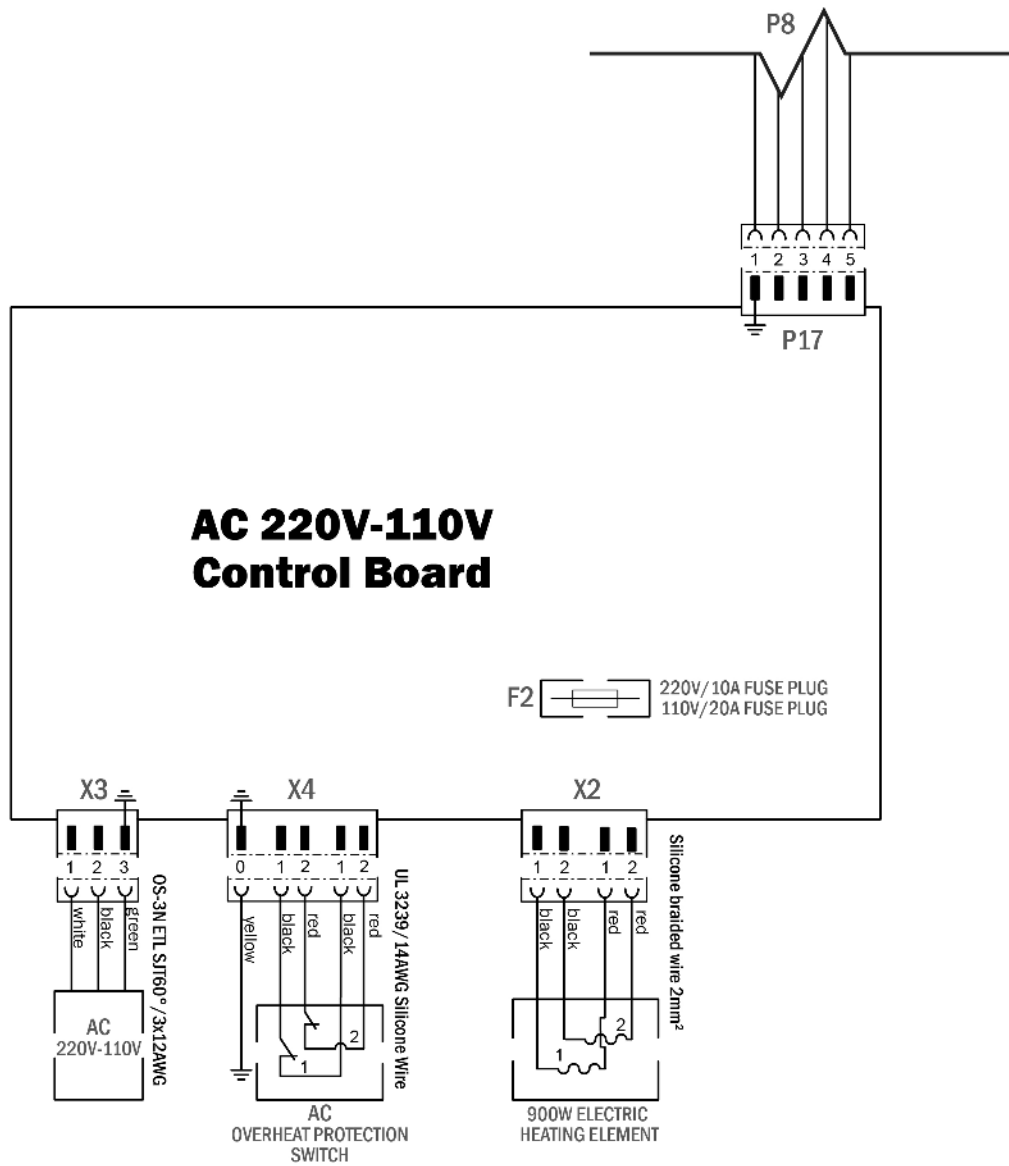 P8
1 2 3 4 5
P17
AC 220V-110V
Control Board
F2
220V/10A FUSE PLUG
110V/20A FUSE PLUG
X3
X4
X2
1 2 3
0 1 2 1 2
1 2 1 2
white
black
green
OS-3N ETL SJT60°/3x12AWG
yellow
black
red
black
red
UL 3239/14AWG Silicone Wire
black
black
red
red
Silicone braided wire 2mm²
AC
220V-110V
1
2
1
2
AC
OVERHEAT PROTECTION
SWITCH
900W ELECTRIC
HEATING ELEMENT